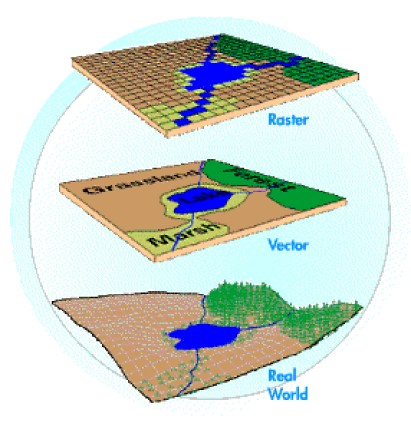 Raster
Grassland
Forest
Lake
Marsh
Vector
Real
World